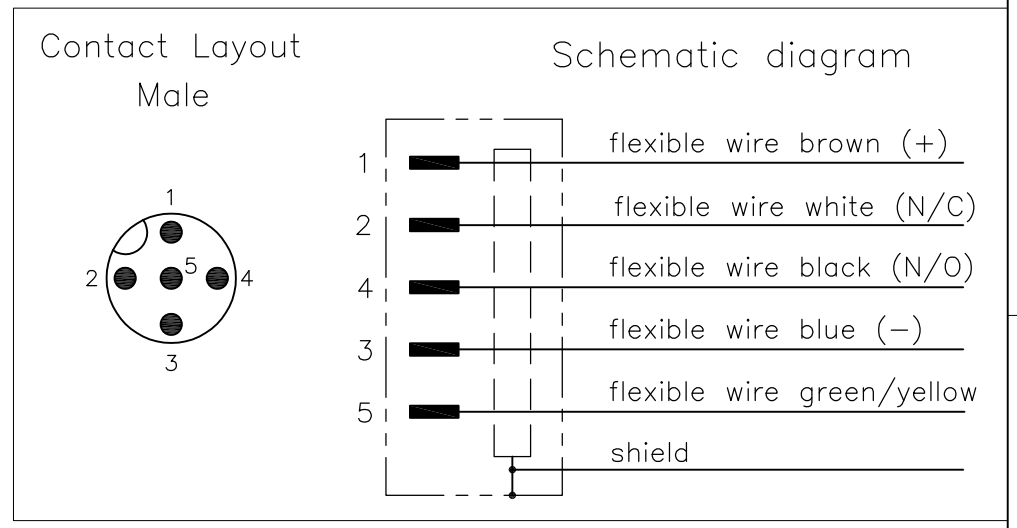 Contact Layout
Male
1
2
5
4
3
Schematic diagram
1 flexible wire brown (+)
2 flexible wire white (N/C)
4 flexible wire black (N/O)
3 flexible wire blue (–)
5 flexible wire green/yellow
shield